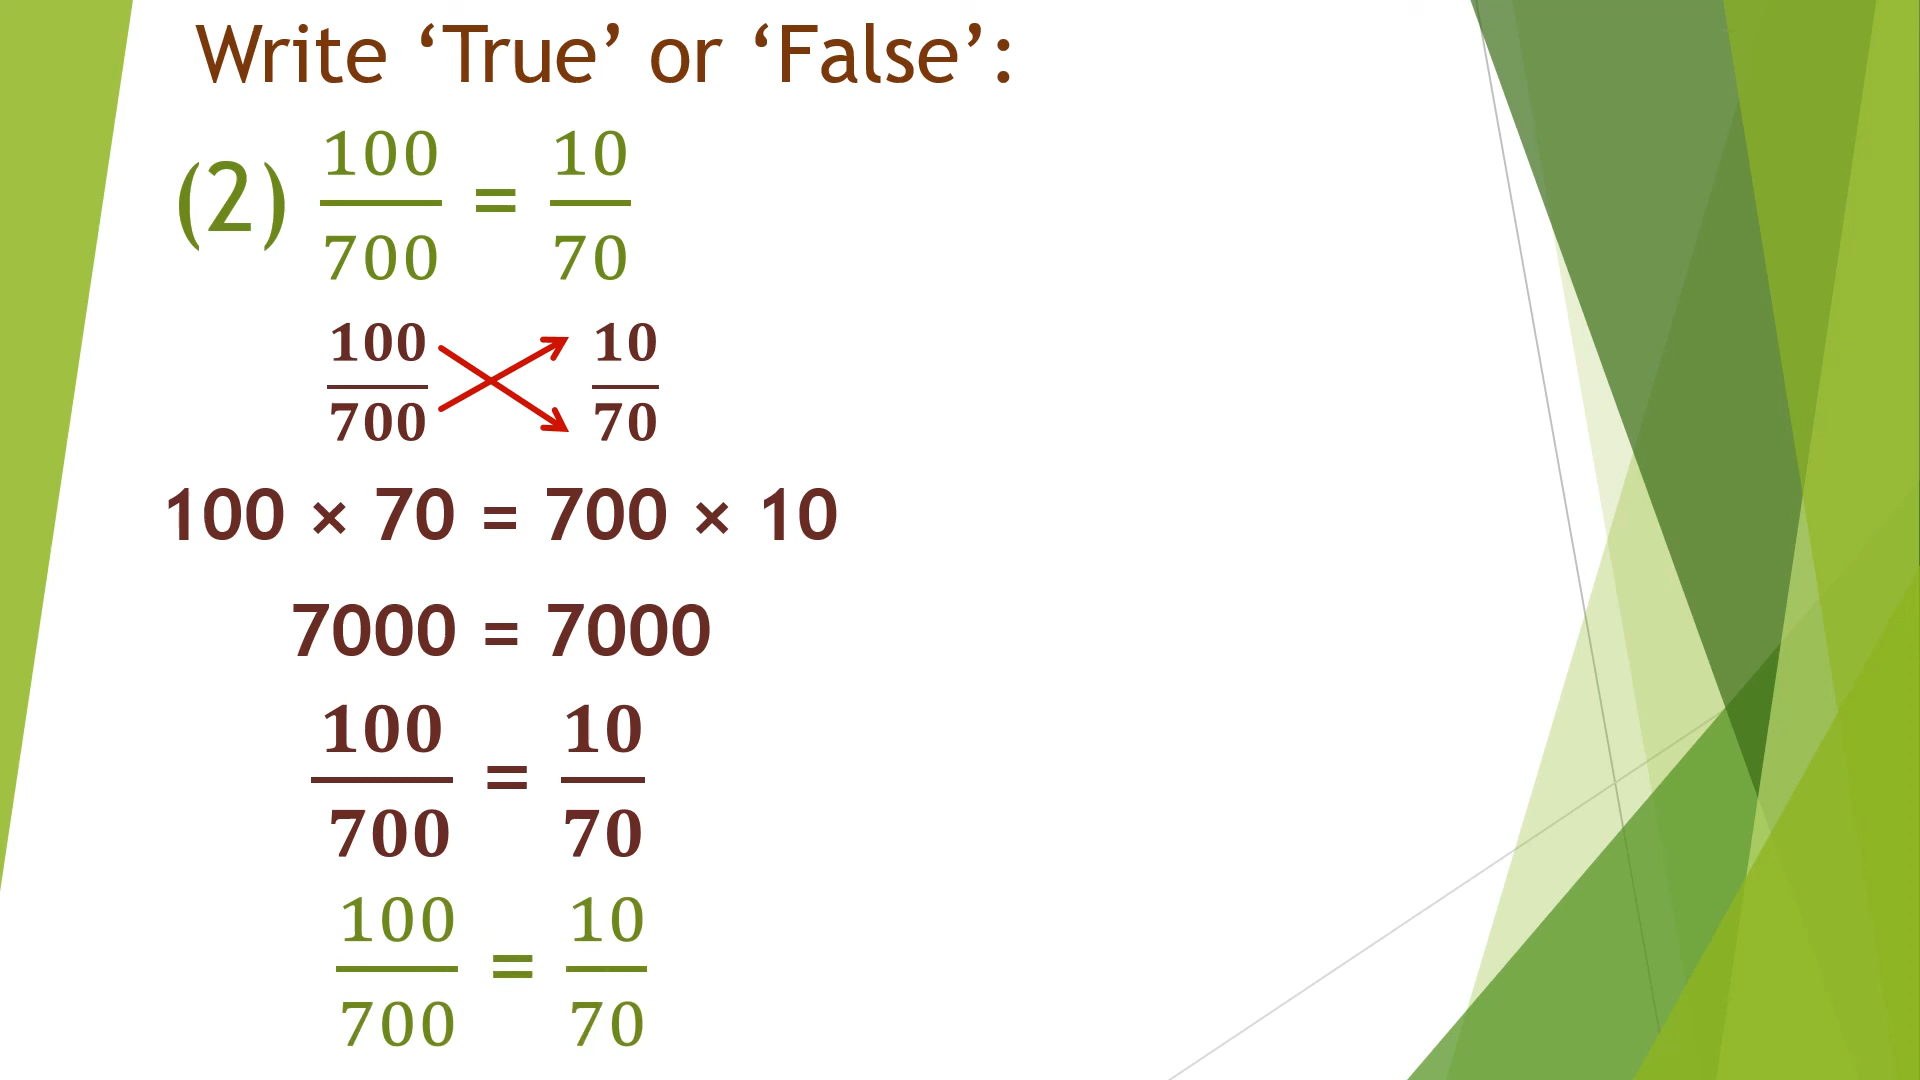 Write ‘True’ or ‘False’:
(2) 100/700 = 10/70
100/700 10/70
100 × 70 = 700 × 10
7000 = 7000
100/700 = 10/70
100/700 = 10/70